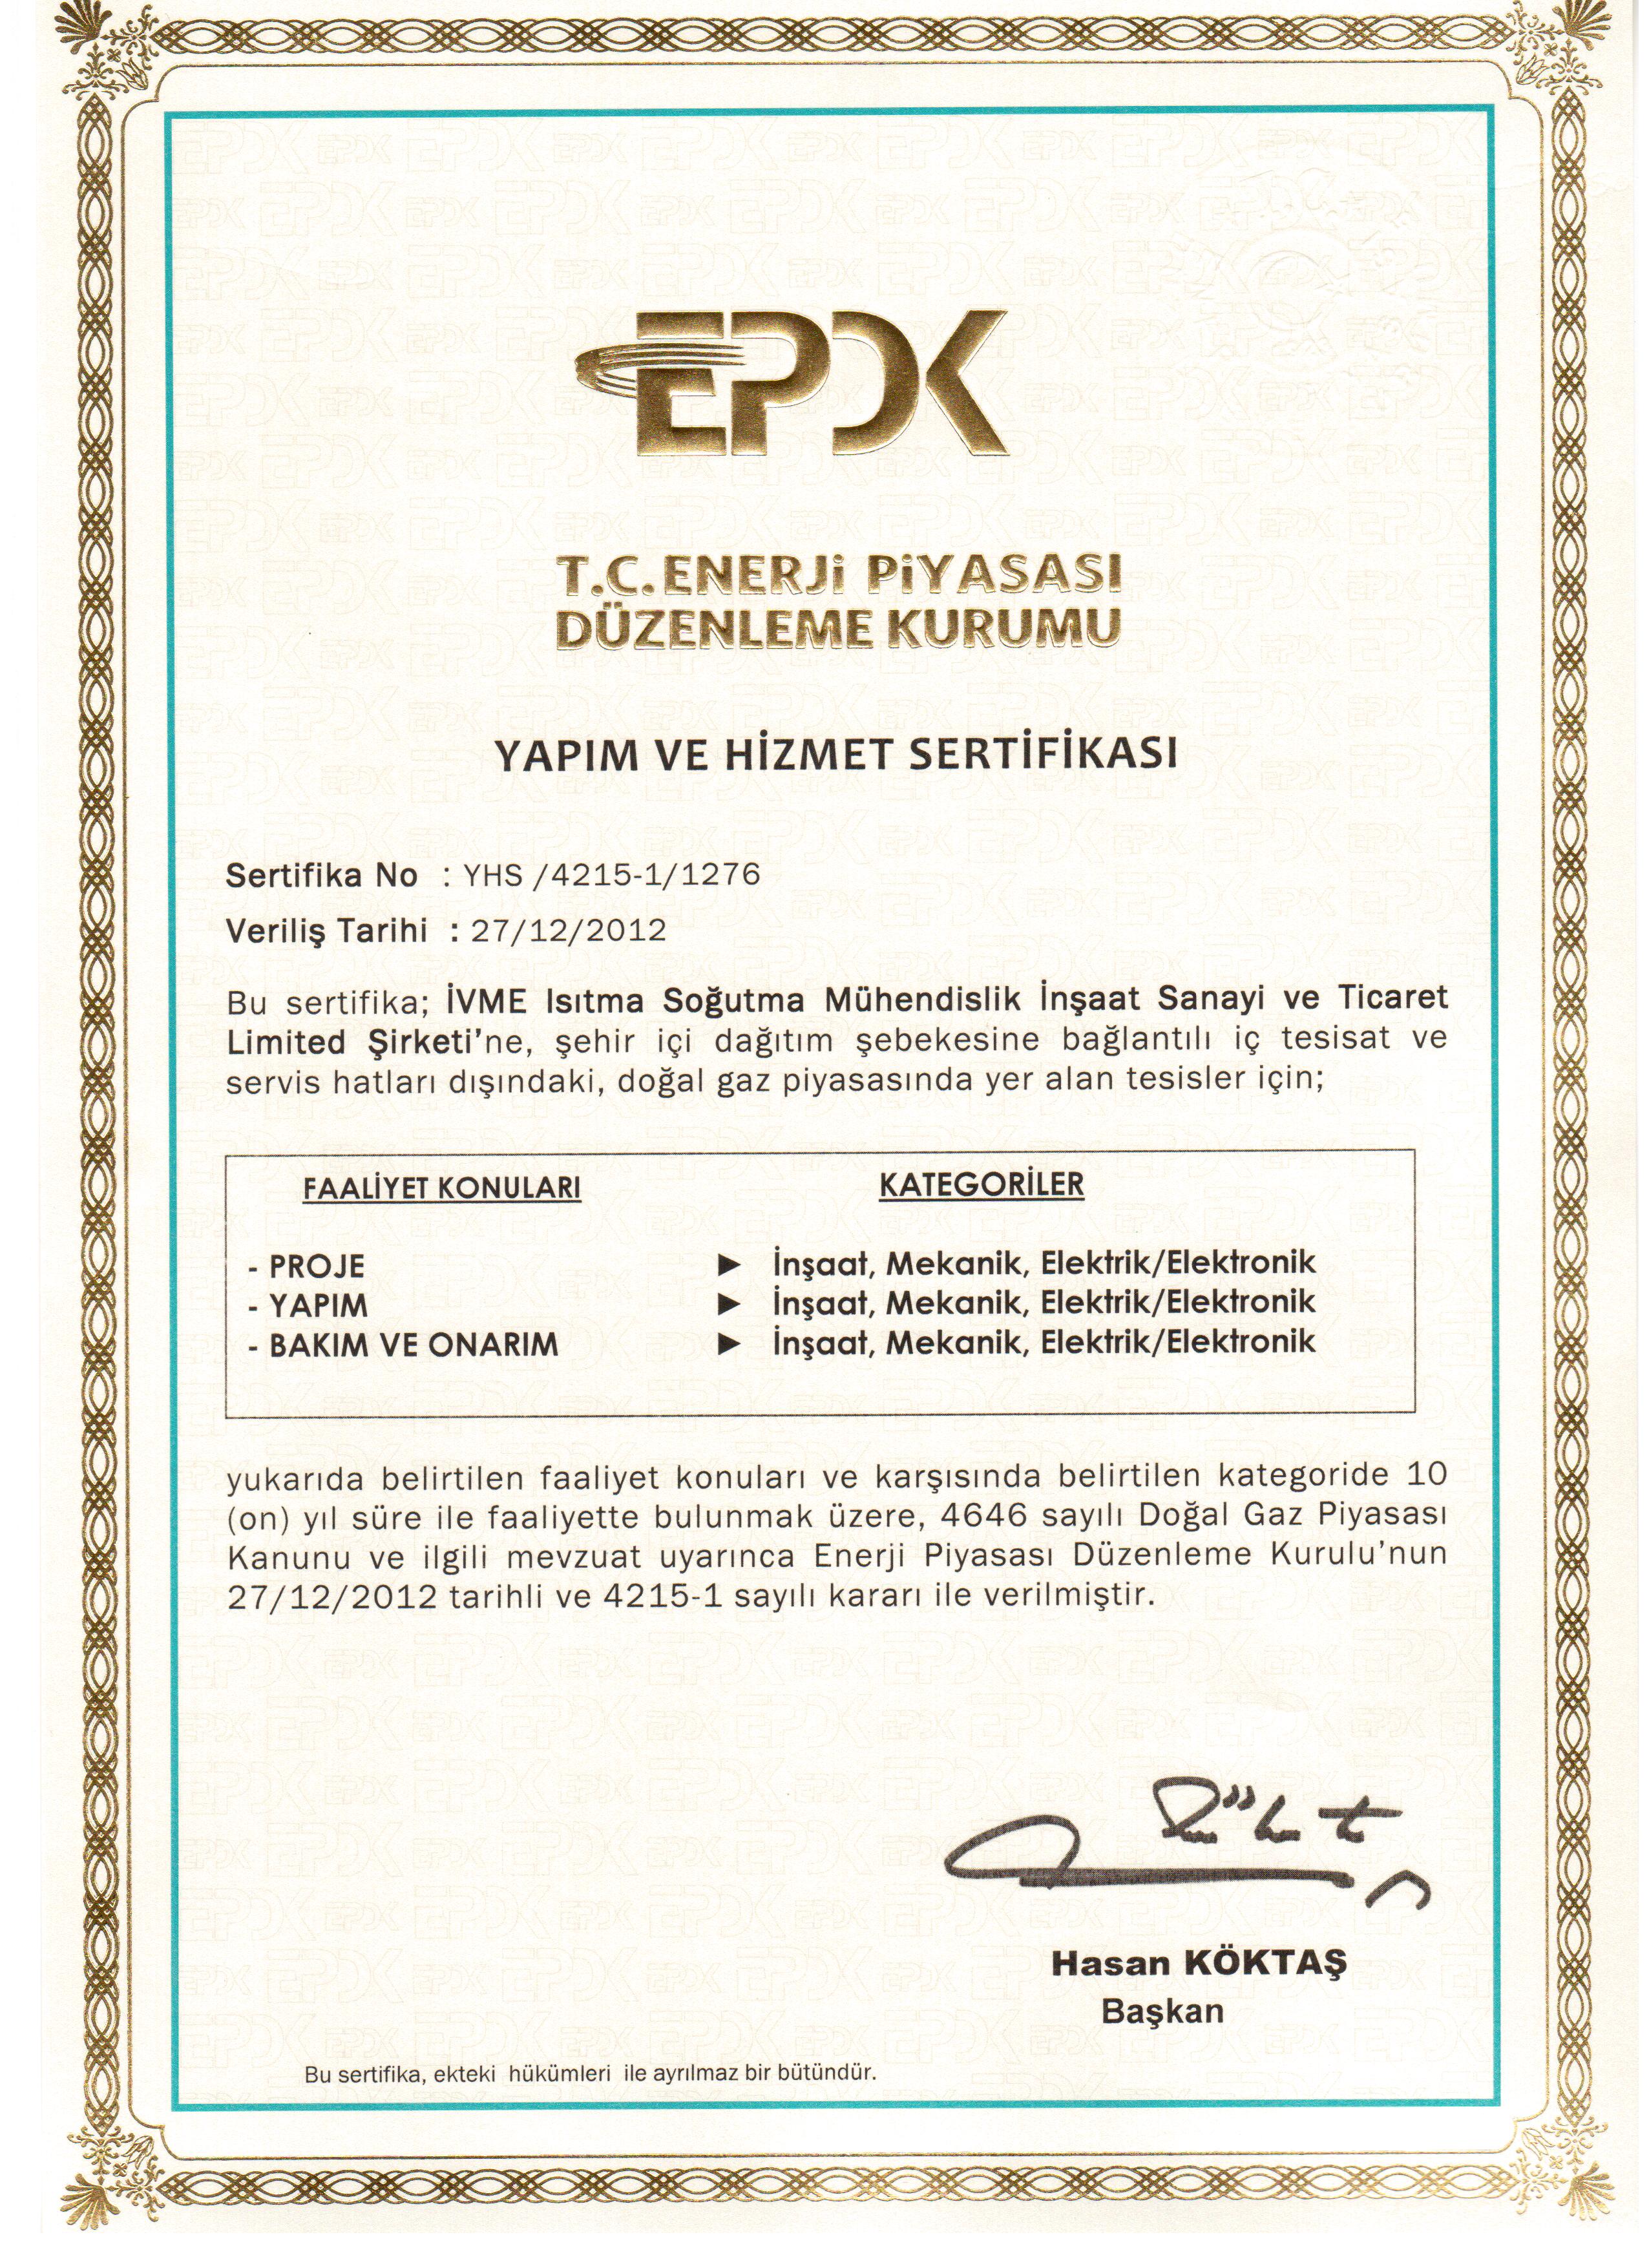 EPDK
T.C. ENERJİ PİYASASI
DÜZENLEME KURUMU
YAPIM VE HİZMET SERTİFİKASI
Sertifika No : YHS /4215-1/1276
Veriliş Tarihi : 27/12/2012
Bu sertifika; İVME Isıtma Soğutma Mühendislik İnşaat Sanayi ve Ticaret
Limited Şirketi'ne, şehir içi dağıtım şebekesine bağlantılı iç tesisat ve
servis hatları dışındaki, doğal gaz piyasasında yer alan tesisler için;
FAALİYET KONULARI KATEGORİLER
- PROJE ► İnşaat, Mekanik, Elektrik/Elektronik
- YAPIM ► İnşaat, Mekanik, Elektrik/Elektronik
- BAKIM VE ONARIM ► İnşaat, Mekanik, Elektrik/Elektronik
yukarıda belirtilen faaliyet konuları ve karşısında belirtilen kategoride 10
(on) yıl süre ile faaliyette bulunmak üzere, 4646 sayılı Doğal Gaz Piyasası
Kanunu ve ilgili mevzuat uyarınca Enerji Piyasası Düzenleme Kurulu'nun
27/12/2012 tarihli ve 4215-1 sayılı kararı ile verilmiştir.
Hasan KÖKTAŞ
Başkan
Bu sertifika, ekteki hükümleri ile ayrılmaz bir bütündür.